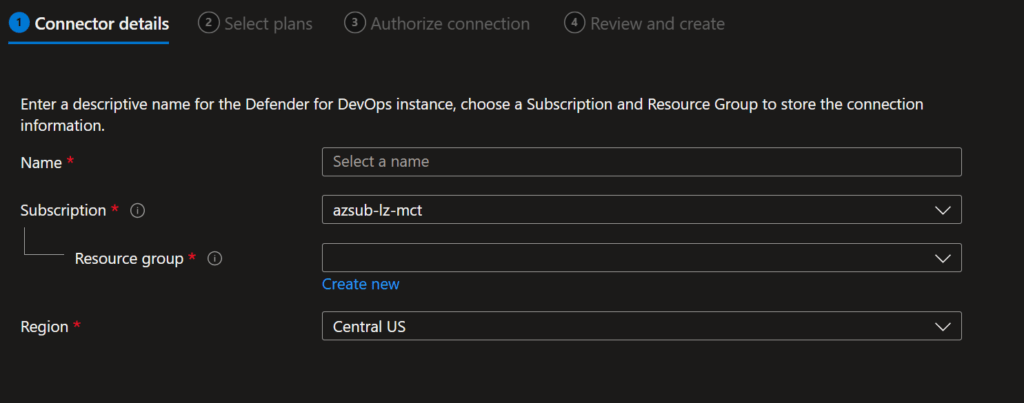 1 Connector details 2 Select plans 3 Authorize connection 4 Review and create
Enter a descriptive name for the Defender for DevOps instance, choose a Subscription and Resource Group to store the connection
information.
Name * Select a name
Subscription * azsub-lz-mct
Resource group *
Create new
Region * Central US